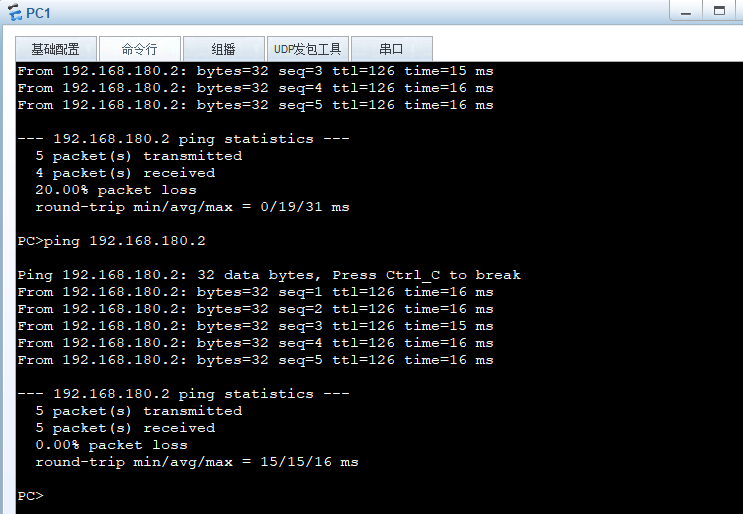 PC1
基础配置 命令行 组播 UDP发包工具 串口
From 192.168.180.2: bytes=32 seq=3 ttl=126 time=15 ms
From 192.168.180.2: bytes=32 seq=4 ttl=126 time=16 ms
From 192.168.180.2: bytes=32 seq=5 ttl=126 time=16 ms
--- 192.168.180.2 ping statistics ---
5 packet(s) transmitted
4 packet(s) received
20.00% packet loss
round-trip min/avg/max = 0/19/31 ms
PC>ping 192.168.180.2
Ping 192.168.180.2: 32 data bytes, Press Ctrl_C to break
From 192.168.180.2: bytes=32 seq=1 ttl=126 time=16 ms
From 192.168.180.2: bytes=32 seq=2 ttl=126 time=16 ms
From 192.168.180.2: bytes=32 seq=3 ttl=126 time=15 ms
From 192.168.180.2: bytes=32 seq=4 ttl=126 time=16 ms
From 192.168.180.2: bytes=32 seq=5 ttl=126 time=16 ms
--- 192.168.180.2 ping statistics ---
5 packet(s) transmitted
5 packet(s) received
0.00% packet loss
round-trip min/avg/max = 15/15/16 ms
PC>